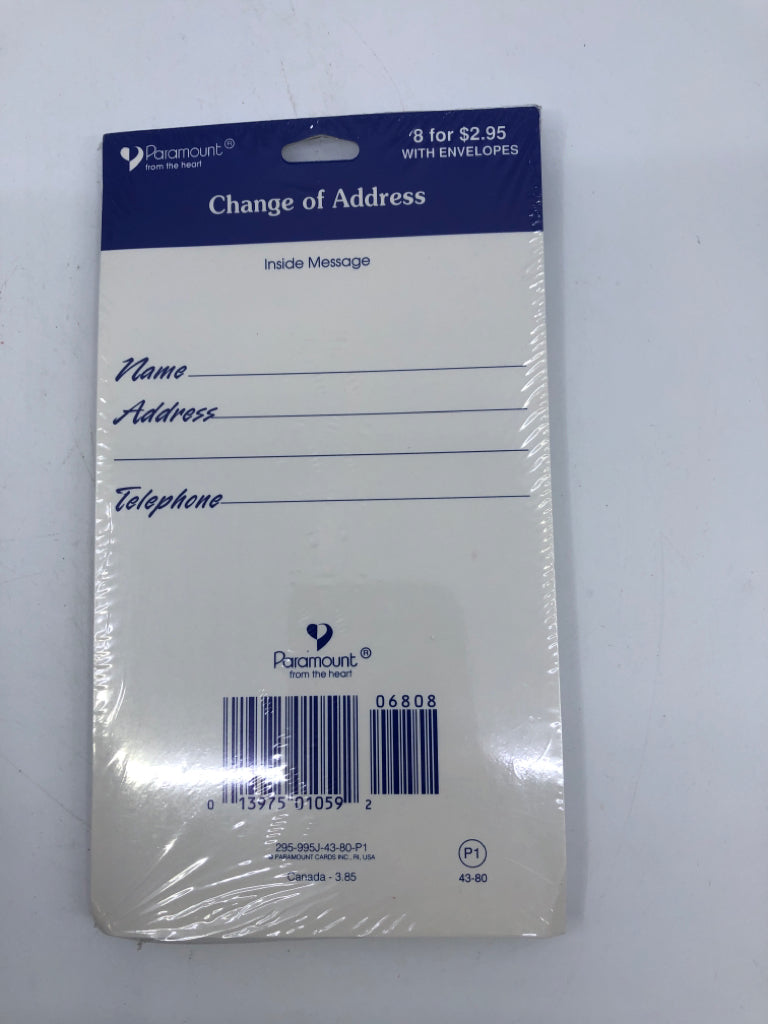 Paramount®
from the heart
8 for $2.95
WITH ENVELOPES
Change of Address
Inside Message
Name
Address
Telephone
Paramount®
from the heart
06808
0 13975 01059 2
295-995J-43-80-P1
© PARAMOUNT CARDS INC., RI, USA
Canada - 3.85
P1
43-80